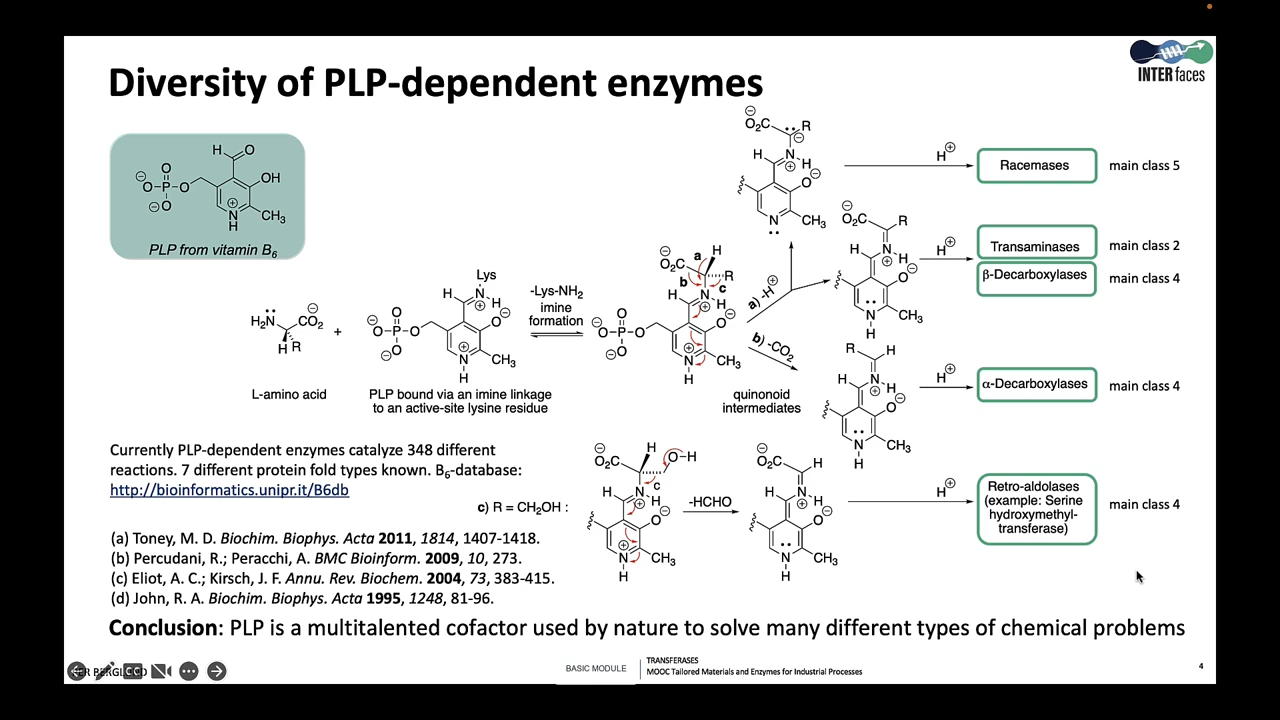 INTERfaces
Diversity of PLP-dependent enzymes
PLP from vitamin B6
L-amino acid
+
Lys
PLP bound via an imine linkage
to an active-site lysine residue
-Lys-NH2
imine
formation
a
b
c
a) -H⊕
b) -CO2
quinonoid
intermediates
H⊕
Racemases
main class 5
H⊕
Transaminases
main class 2
β-Decarboxylases
main class 4
H⊕
α-Decarboxylases
main class 4
Currently PLP-dependent enzymes catalyze 348 different
reactions. 7 different protein fold types known. B6-database:
http://bioinformatics.unipr.it/B6db
c) R = CH2OH :
c
-HCHO
H⊕
Retro-aldolases
(example: Serine
hydroxymethyl-
transferase)
main class 4
(a) Toney, M. D. Biochim. Biophys. Acta 2011, 1814, 1407-1418.
(b) Percudani, R.; Peracchi, A. BMC Bioinform. 2009, 10, 273.
(c) Eliot, A. C.; Kirsch, J. F. Annu. Rev. Biochem. 2004, 73, 383-415.
(d) John, R. A. Biochim. Biophys. Acta 1995, 1248, 81-96.
Conclusion: PLP is a multitalented cofactor used by nature to solve many different types of chemical problems
BASIC MODULE
TRANSFERASES
MOOC Tailored Materials and Enzymes for Industrial Processes
4